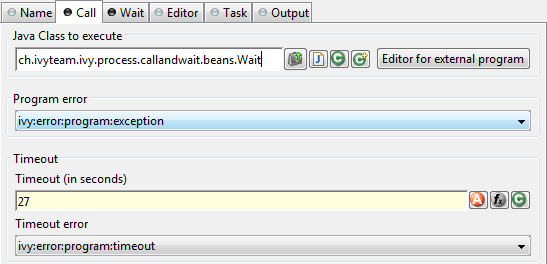 Name Call Wait Editor Task Output
Java Class to execute
ch.ivyteam.ivy.process.callandwait.beans.Wait J C C Editor for external program
Program error
ivy:error:program:exception
Timeout
Timeout (in seconds)
27 A fx C
Timeout error
ivy:error:program:timeout